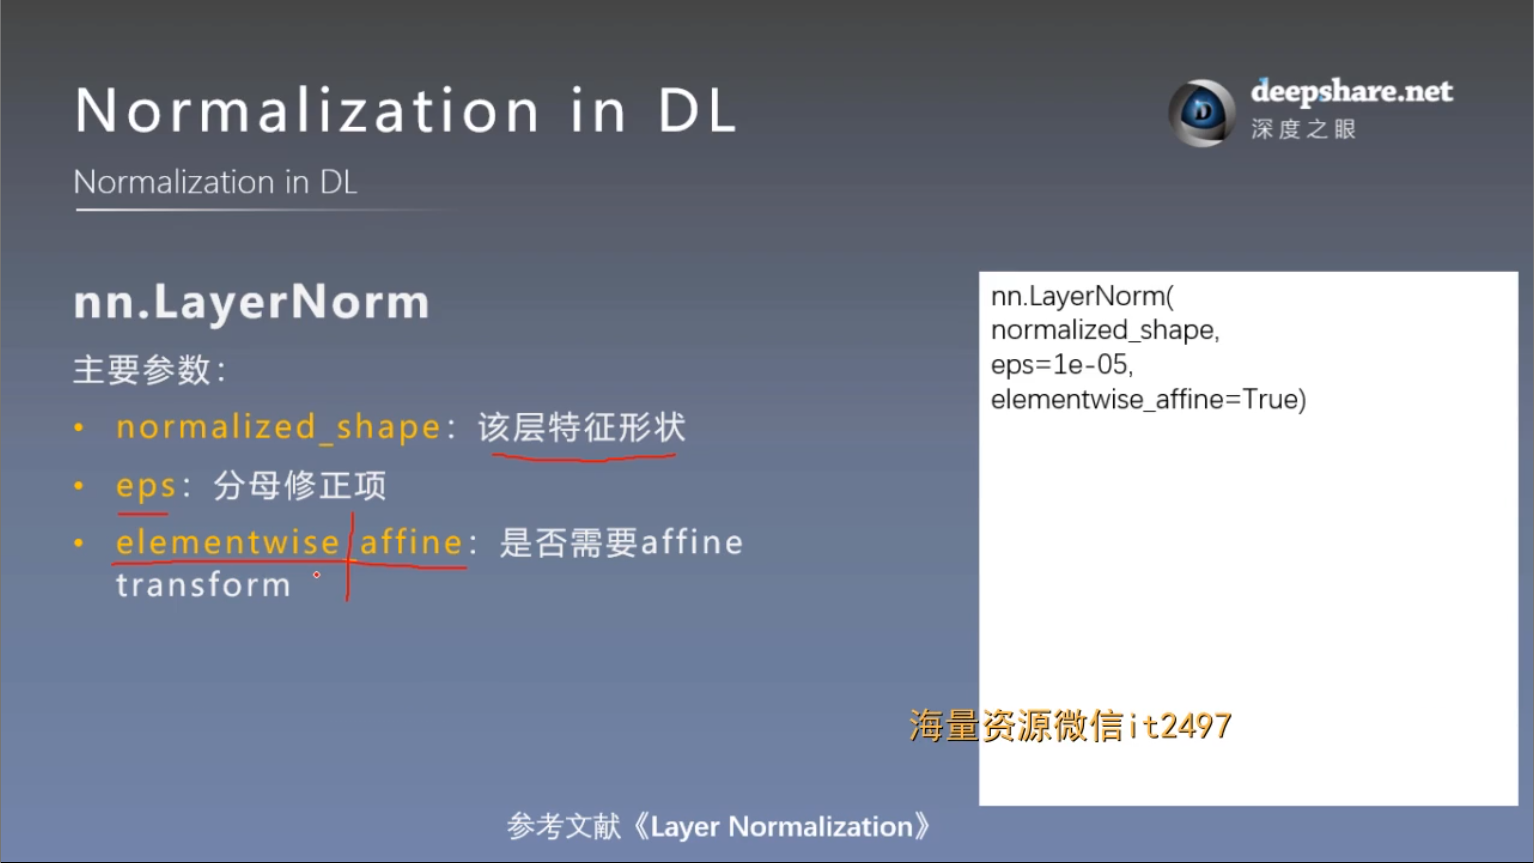 Normalization in DL
deepshare.net
深度之眼
Normalization in DL
nn.LayerNorm
主要参数：
• normalized_shape：该层特征形状
• eps：分母修正项
• elementwise_affine：是否需要affine
transform
nn.LayerNorm(
normalized_shape,
eps=1e-05,
elementwise_affine=True)
海量资源微信it2497
参考文献《Layer Normalization》